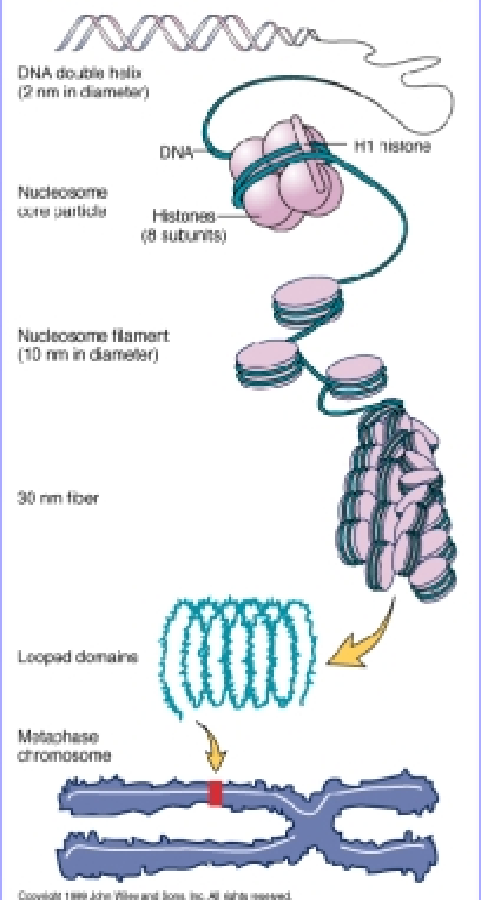 DNA double helix
(2 nm in diameter)
DNA
H1 histone
Nucleosome
core particle
Histones
(8 subunits)
Nucleosome filament
(10 nm in diameter)
30 nm fiber
Looped domains
Metaphase
chromosome
Copyright 1999 John Wiley and Sons, Inc. All rights reserved.